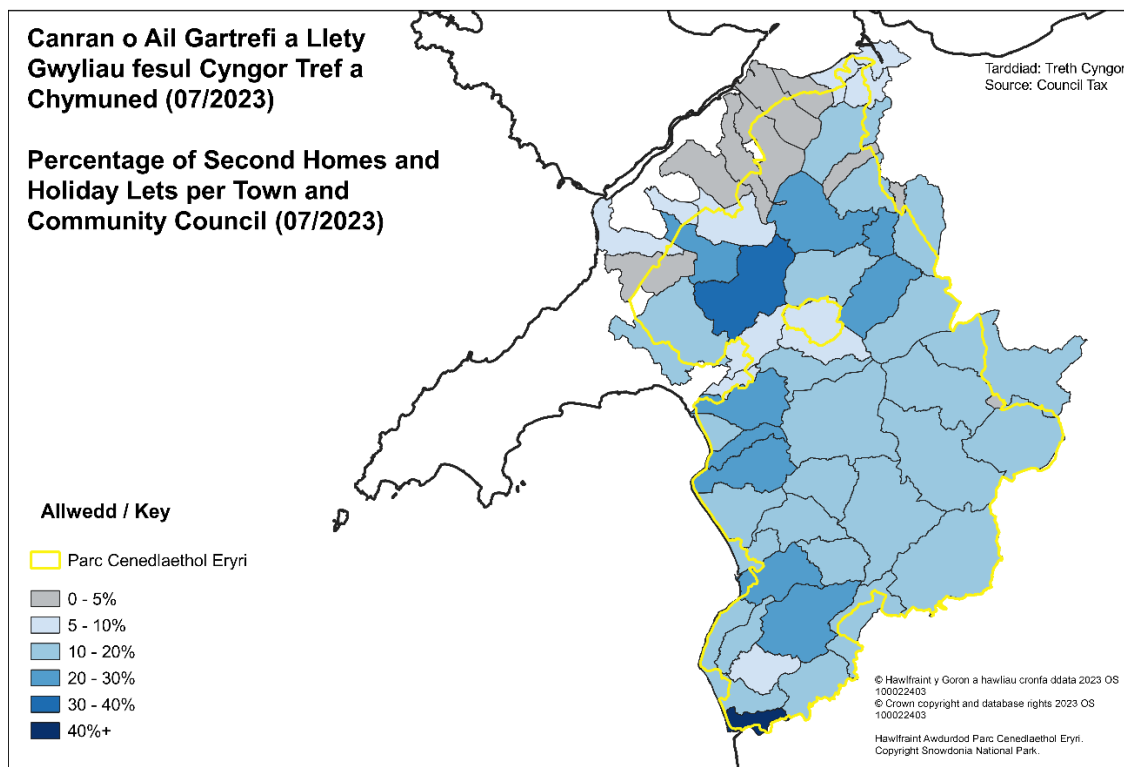 Canran o Ail Gartrefi a Llety
Gwyliau fesul Cyngor Tref a
Chymuned (07/2023)
Percentage of Second Homes and
Holiday Lets per Town and
Community Council (07/2023)
Tarddiad: Treth Cyngor
Source: Council Tax
Allwedd / Key
Parc Cenedlaethol Eryri
0 - 5%
5 - 10%
10 - 20%
20 - 30%
30 - 40%
40%+
© Hawlfraint y Goron a hawliau cronfa ddata 2023 OS
100022403
© Crown copyright and database rights 2023 OS
100022403
Hawlfraint Awdurdod Parc Cenedlaethol Eryri.
Copyright Snowdonia National Park.